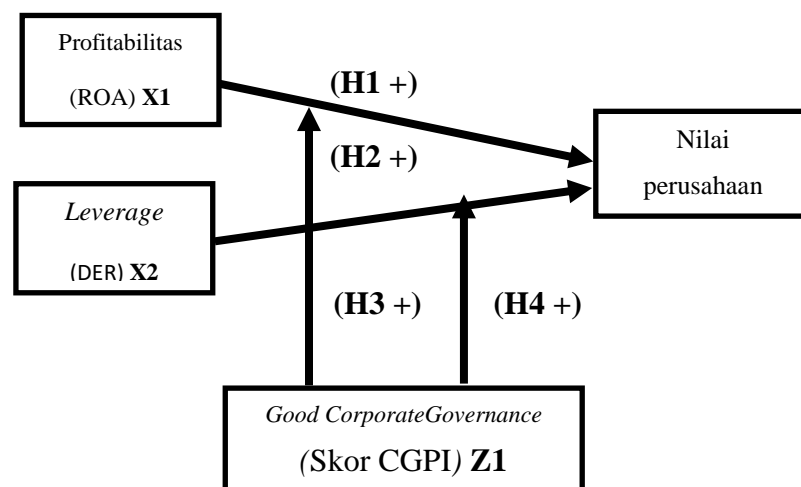 Profitabilitas
(ROA) X1
(H1 +)
(H2 +)
Nilai
perusahaan
Leverage
(DER) X2
(H3 +)
(H4 +)
Good CorporateGovernance
(Skor CGPI) Z1